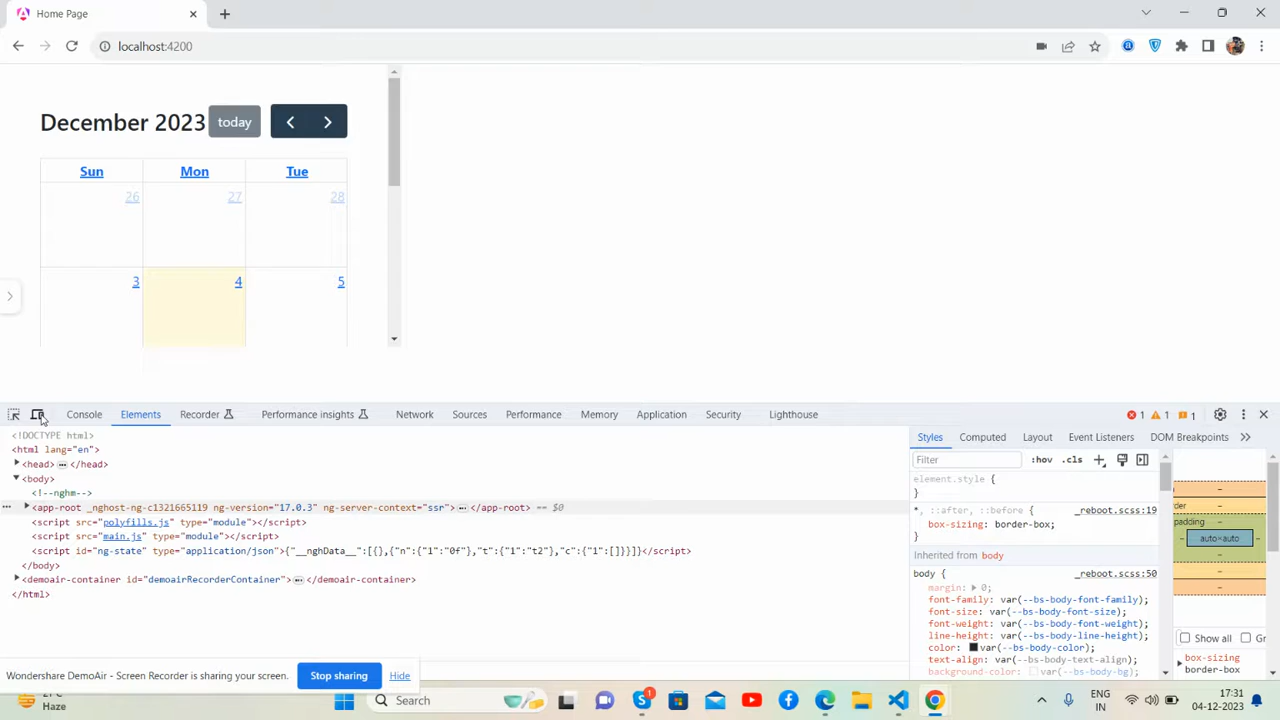 Home Page
localhost:4200
December 2023 today
Sun Mon Tue
26 27 28
3 4 5
Console Elements Recorder Performance insights Network Sources Performance Memory Application Security Lighthouse 1 1 1
<!DOCTYPE html>
<html lang="en">
<head> … </head>
<body>
<!--nghm-->
<app-root _nghost-ng-c1321665119 ng-version="17.0.3" ng-server-context="ssr"> … </app-root> == $0
<script src="polyfills.js" type="module"></script>
<script src="main.js" type="module"></script>
<script id="ng-state" type="application/json">{"__nghData__":[{},{"n":{"1":"0f"},"t":{"1":"t2"},"c":{"1":[]}}]}</script>
</body>
<demoair-container id="demoairRecorderContainer"> … </demoair-container>
</html>
Styles Computed Layout Event Listeners DOM Breakpoints
Filter :hov .cls
element.style {
}
*, ::after, ::before { _reboot.scss:19
box-sizing: border-box;
}
Inherited from body
body { _reboot.scss:50
margin: 0;
font-family: var(--bs-body-font-family);
font-size: var(--bs-body-font-size);
font-weight: var(--bs-body-font-weight);
line-height: var(--bs-body-line-height);
color: var(--bs-body-color);
text-align: var(--bs-body-text-align);
background-color: var(--bs-body-bg);
padding
auto×auto
Show all
box-sizing
border-box
Wondershare DemoAir - Screen Recorder is sharing your screen. Stop sharing Hide
Haze
Search
1
ENG
IN
17:31
04-12-2023